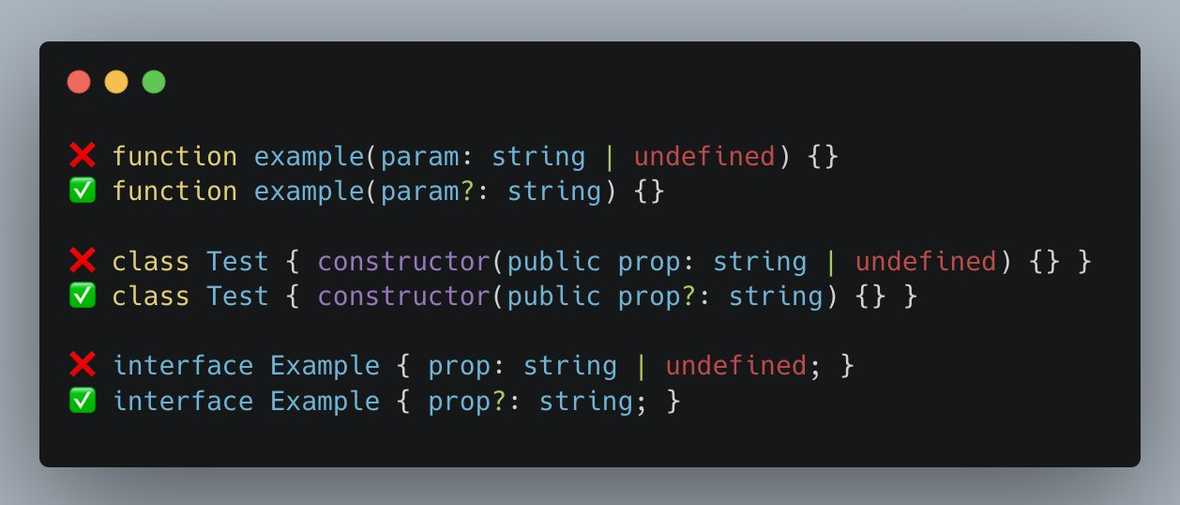 ❌ function example(param: string | undefined) {}
✅ function example(param?: string) {}
❌ class Test { constructor(public prop: string | undefined) {} }
✅ class Test { constructor(public prop?: string) {} }
❌ interface Example { prop: string | undefined; }
✅ interface Example { prop?: string; }